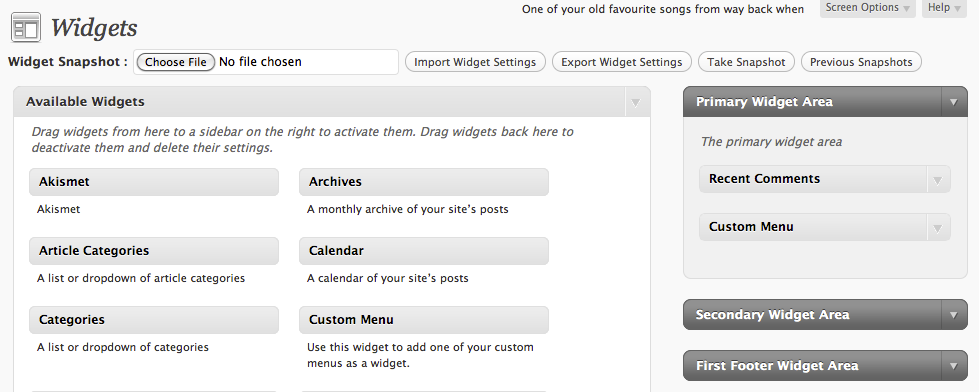 One of your old favourite songs from way back when
Screen Options
Help
Widgets
Widget Snapshot :
Choose File
No file chosen
Import Widget Settings
Export Widget Settings
Take Snapshot
Previous Snapshots
Available Widgets
Drag widgets from here to a sidebar on the right to activate them. Drag widgets back here to
deactivate them and delete their settings.
Akismet
Akismet
Archives
A monthly archive of your site’s posts
Article Categories
A list or dropdown of article categories
Calendar
A calendar of your site’s posts
Categories
A list or dropdown of categories
Custom Menu
Use this widget to add one of your custom
menus as a widget.
Primary Widget Area
The primary widget area
Recent Comments
Custom Menu
Secondary Widget Area
First Footer Widget Area